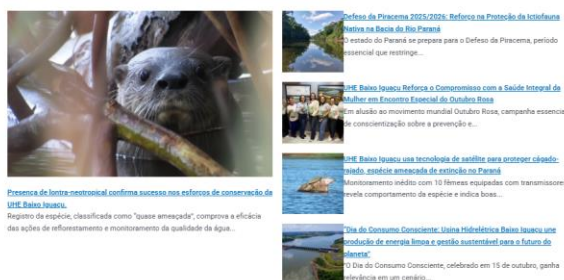 Presença de lontra-neotropical confirma sucesso nos esforços de conservação da
UHE Baixo Iguaçu.
Registro da espécie, classificada como "quase ameaçada", comprova a eficácia
das ações de reflorestamento e monitoramento da qualidade da água...
Defeso da Piracema 2025/2026: Reforço na Proteção da Ictiofauna
Nativa na Bacia do Rio Paraná
O estado do Paraná se prepara para o Defeso da Piracema, período
essencial que restringe...
UHE Baixo Iguaçu Reforça o Compromisso com a Saúde Integral da
Mulher em Encontro Especial do Outubro Rosa
Em alusão ao movimento mundial Outubro Rosa, campanha essencia
de conscientização sobre a prevenção e...
UHE Baixo Iguaçu usa tecnologia de satélite para proteger cágado-
rajado, espécie ameaçada de extinção no Paraná
Monitoramento inédito com 10 fêmeas equipadas com transmissore
revela comportamento da espécie e indica boas...
"Dia do Consumo Consciente: Usina Hidrelétrica Baixo Iguaçu une
produção de energia limpa e gestão sustentável para o futuro do
planeta"
"O Dia do Consumo Consciente, celebrado em 15 de outubro, ganha
relevância em um cenário...